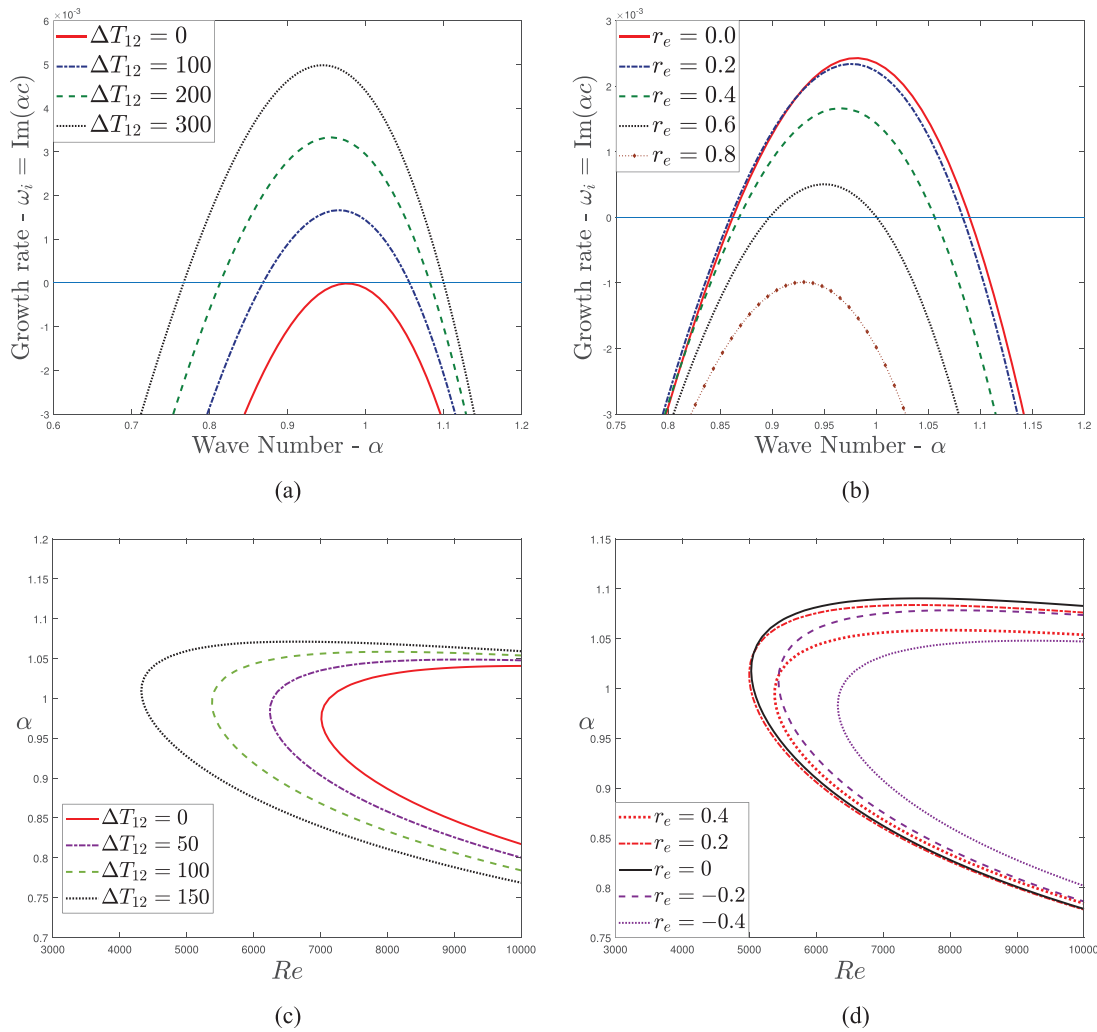 ×10⁻³
6
5
4
3
2
1
0
-1
-2
-3
0.6
0.7
0.8
0.9
1
1.1
1.2
Growth rate - ωᵢ = Im(αc)
Wave Number - α
ΔT₁₂ = 0
ΔT₁₂ = 100
ΔT₁₂ = 200
ΔT₁₂ = 300
(a)
×10⁻³
3
2
1
0
-1
-2
-3
0.75
0.8
0.85
0.9
0.95
1
1.05
1.1
1.15
1.2
Growth rate - ωᵢ = Im(αc)
Wave Number - α
rₑ = 0.0
rₑ = 0.2
rₑ = 0.4
rₑ = 0.6
rₑ = 0.8
(b)
1.2
1.15
1.1
1.05
1
0.95
0.9
0.85
0.8
0.75
0.7
3000
4000
5000
6000
7000
8000
9000
10000
α
Re
ΔT₁₂ = 0
ΔT₁₂ = 50
ΔT₁₂ = 100
ΔT₁₂ = 150
(c)
1.15
1.1
1.05
1
0.95
0.9
0.85
0.8
0.75
3000
4000
5000
6000
7000
8000
9000
10000
α
Re
rₑ = 0.4
rₑ = 0.2
rₑ = 0
rₑ = −0.2
rₑ = −0.4
(d)